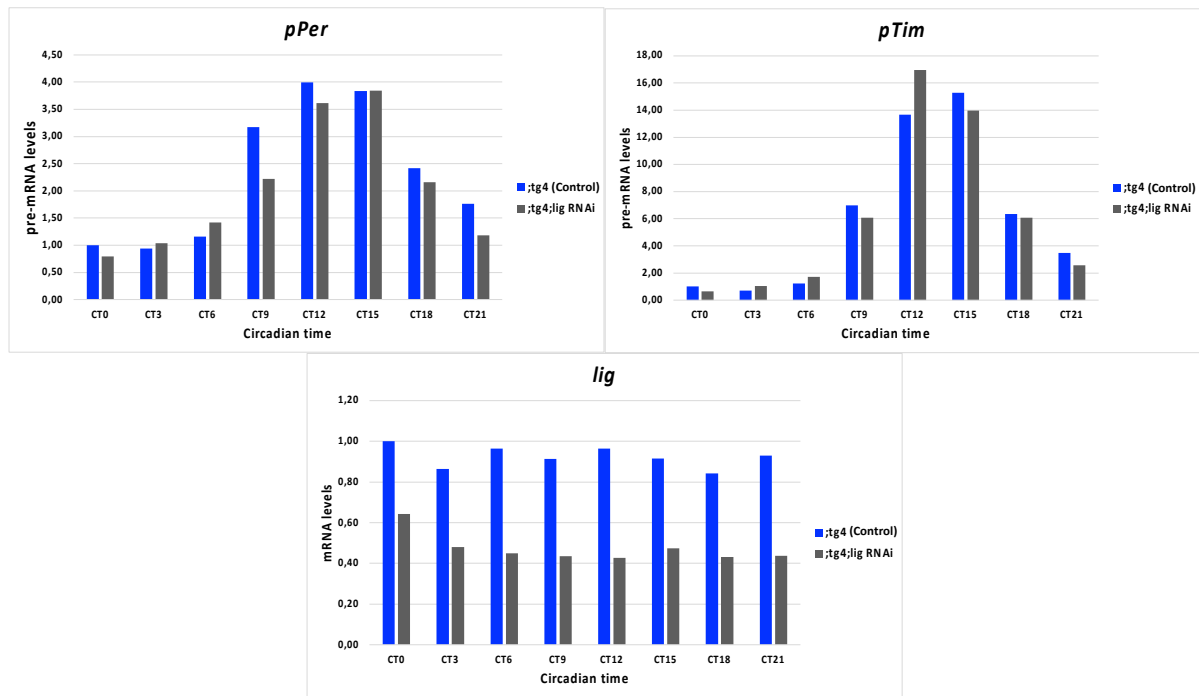 pPer
4,50
4,00
3,50
3,00
2,50
2,00
1,50
1,00
0,50
0,00
pre-mRNA levels
CT0 CT3 CT6 CT9 CT12 CT15 CT18 CT21
Circadian time
;tg4 (Control)
;tg4;lig RNAi
pTim
18,00
16,00
14,00
12,00
10,00
8,00
6,00
4,00
2,00
0,00
pre-mRNA levels
CT0 CT3 CT6 CT9 CT12 CT15 CT18 CT21
Circadian time
;tg4 (Control)
;tg4;lig RNAi
lig
1,20
1,00
0,80
0,60
0,40
0,20
0,00
mRNA levels
CT0 CT3 CT6 CT9 CT12 CT15 CT18 CT21
Circadian time
;tg4 (Control)
;tg4;lig RNAi